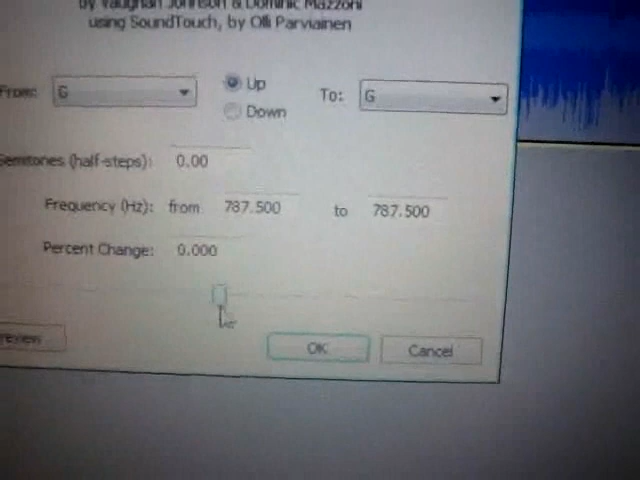 by Vaughan Johnson & Dominic Mazzoni
using SoundTouch, by Olli Parviainen
From: G Up To: G
Down
Semitones (half-steps): 0.00
Frequency (Hz): from 787.500 to 787.500
Percent Change: 0.000
review
OK Cancel